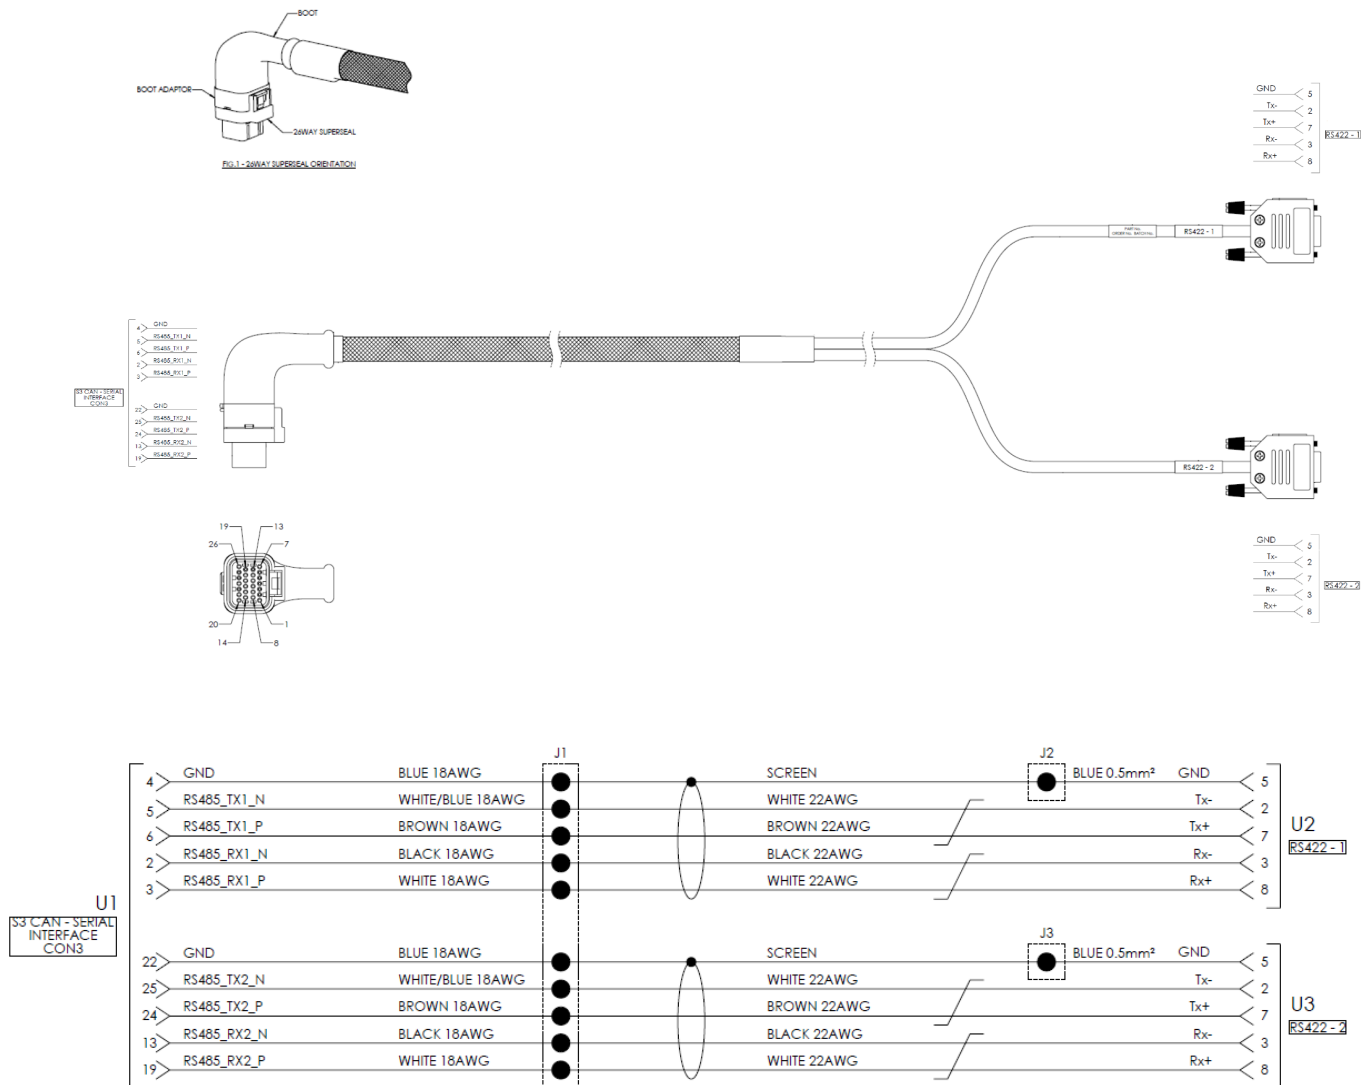 BOOT
BOOT ADAPTOR
26WAY SUPERSEAL
FIG.1 - 26WAY SUPERSEAL ORIENTATION
GND 5
Tx- 2
Tx+ 7
Rx- 3
Rx+ 8
RS422 - 1
RS422 - 1
4 GND
5 RS485_TX1_N
6 RS485_TX1_P
2 RS485_RX1_N
3 RS485_RX1_P
S3 CAN - SERIAL
INTERFACE
CON3
22 GND
25 RS485_TX2_N
24 RS485_TX2_P
13 RS485_RX2_N
19 RS485_RX2_P
RS422 - 2
GND 5
Tx- 2
Tx+ 7
Rx- 3
Rx+ 8
RS422 - 2
19 13
26 7
20 1
14 8
J1 J2
4 GND BLUE 18AWG SCREEN BLUE 0.5mm² GND 5
5 RS485_TX1_N WHITE/BLUE 18AWG WHITE 22AWG Tx- 2
6 RS485_TX1_P BROWN 18AWG BROWN 22AWG Tx+ 7
2 RS485_RX1_N BLACK 18AWG BLACK 22AWG Rx- 3
3 RS485_RX1_P WHITE 18AWG WHITE 22AWG Rx+ 8
U2
RS422 - 1
U1
S3 CAN - SERIAL
INTERFACE
CON3
J3
22 GND BLUE 18AWG SCREEN BLUE 0.5mm² GND 5
25 RS485_TX2_N WHITE/BLUE 18AWG WHITE 22AWG Tx- 2
24 RS485_TX2_P BROWN 18AWG BROWN 22AWG Tx+ 7
13 RS485_RX2_N BLACK 18AWG BLACK 22AWG Rx- 3
19 RS485_RX2_P WHITE 18AWG WHITE 22AWG Rx+ 8
U3
RS422 - 2